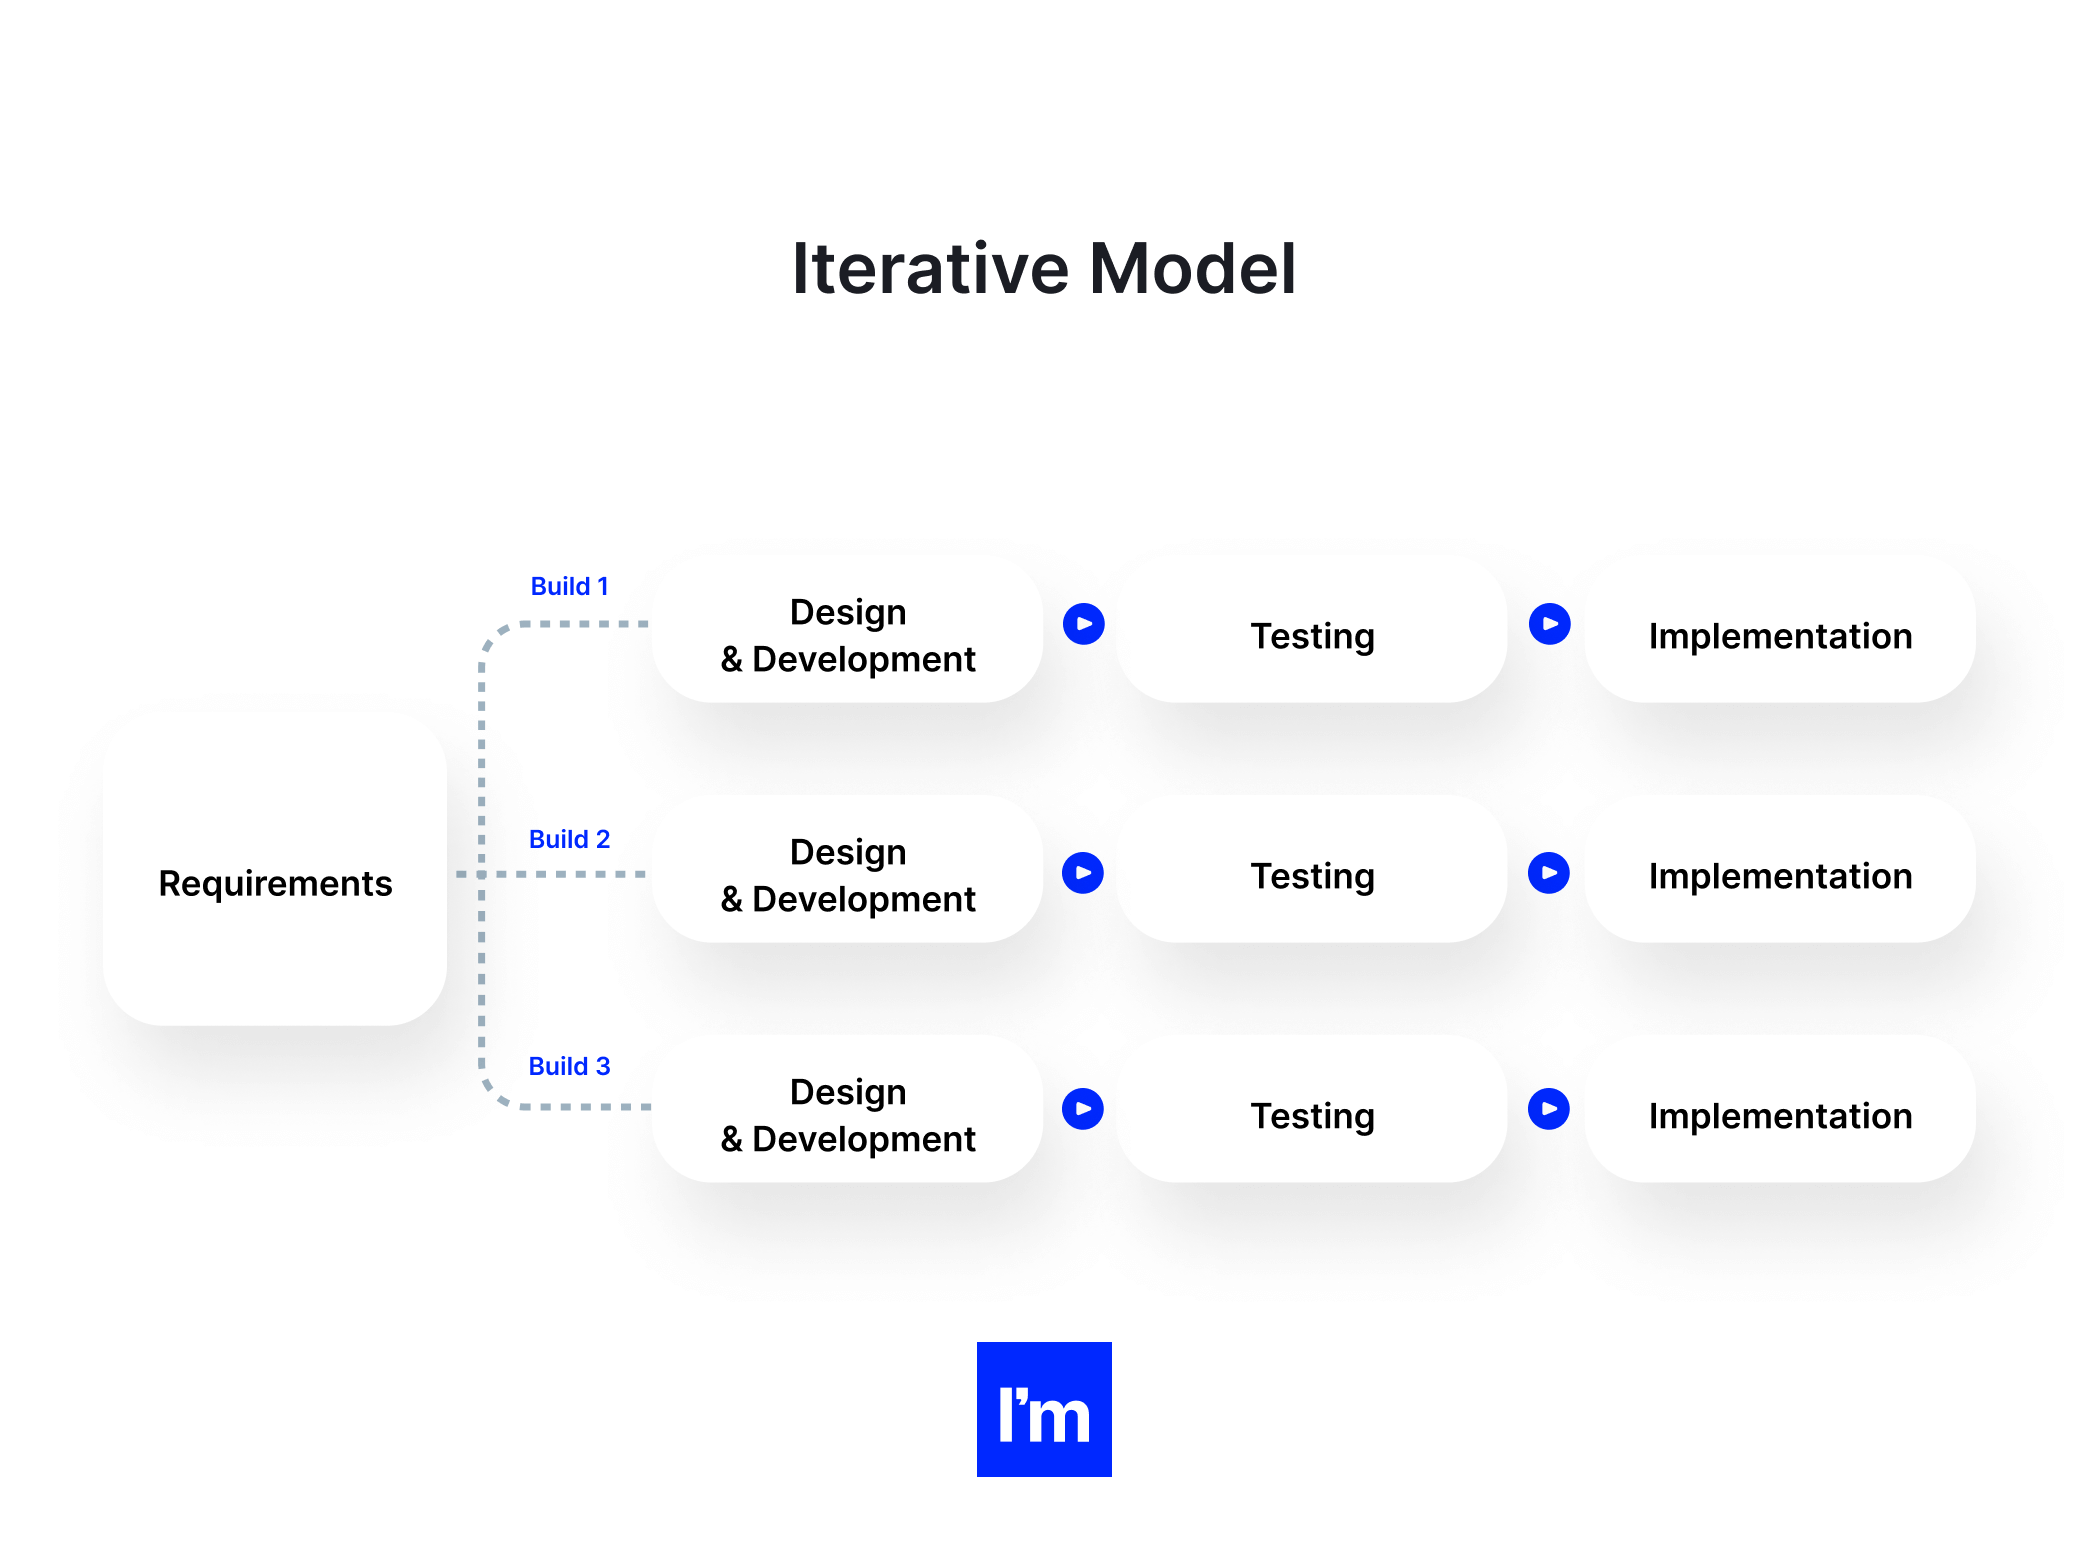 Iterative Model
Build 1
Design
& Development
Testing
Implementation
Requirements
Build 2
Design
& Development
Testing
Implementation
Build 3
Design
& Development
Testing
Implementation
I’m